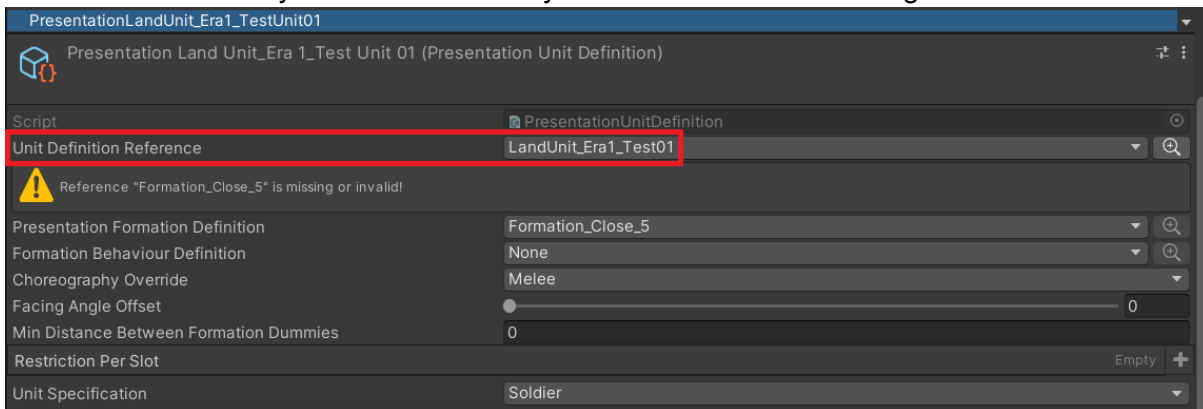 PresentationLandUnit_Era1_TestUnit01
Presentation Land Unit_Era 1_Test Unit 01 (Presentation Unit Definition)
Script PresentationUnitDefinition
Unit Definition Reference LandUnit_Era1_Test01
Reference "Formation_Close_5" is missing or invalid!
Presentation Formation Definition Formation_Close_5
Formation Behaviour Definition None
Choreography Override Melee
Facing Angle Offset 0
Min Distance Between Formation Dummies 0
Restriction Per Slot Empty
Unit Specification Soldier